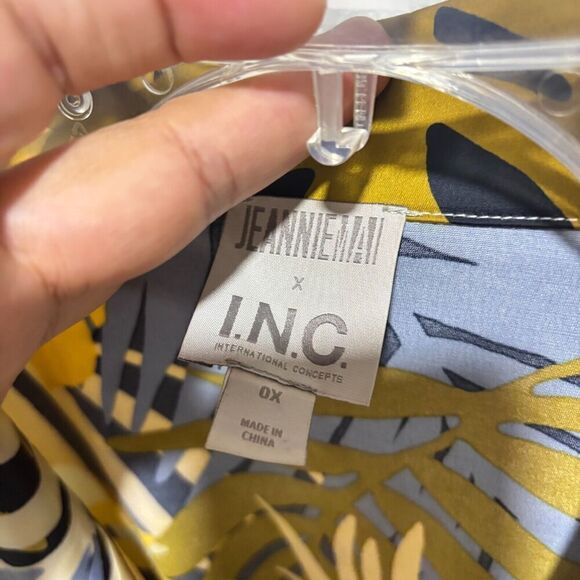 JEANNIEMAI
X
I.N.C.
INTERNATIONAL CONCEPTS
0X
MADE IN
CHINA